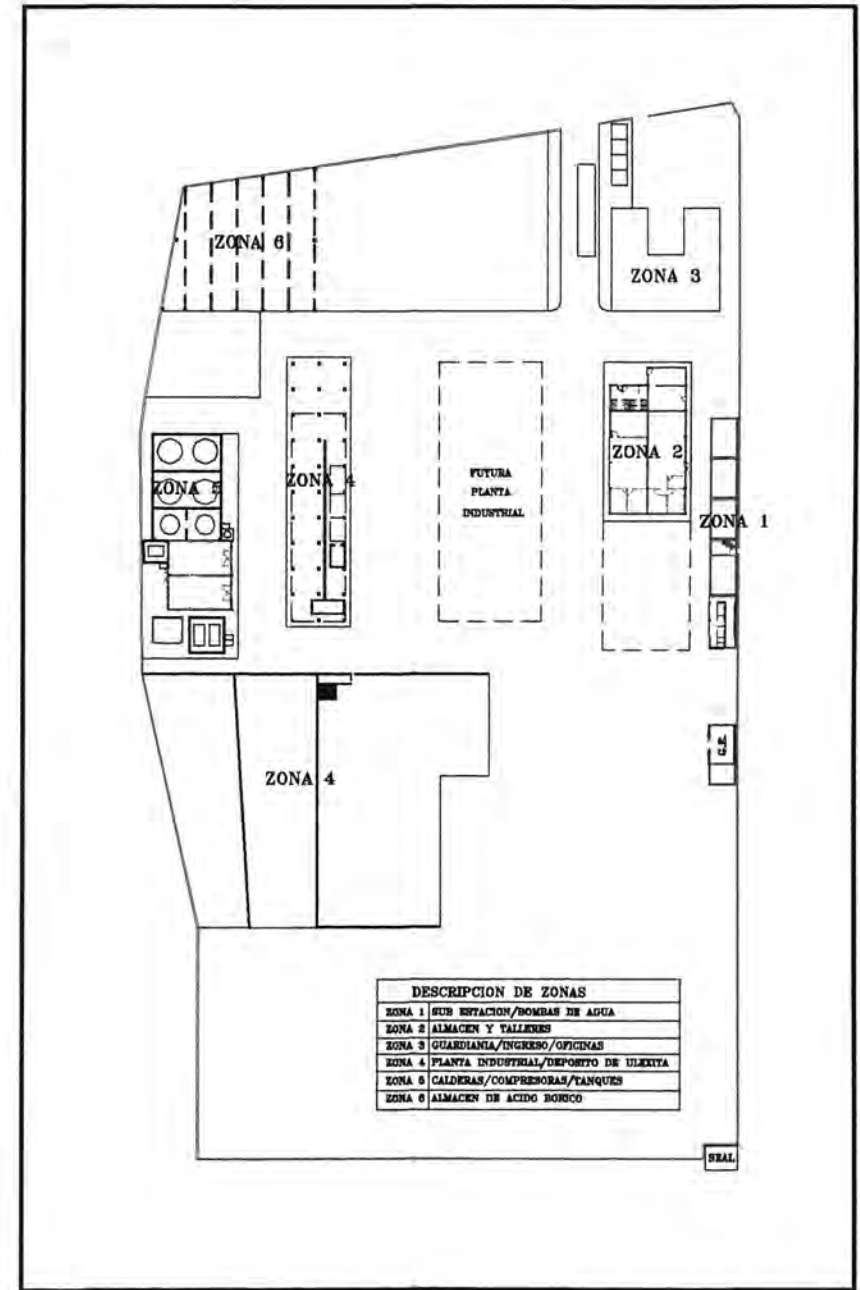 ZONA 6
ZONA 3
ZONA 2
ZONA 5
ZONA 4
FUTURA
PLANTA
INDUSTRIAL
ZONA 1
G.E.
ZONA 4
DESCRIPCION DE ZONAS
ZONA 1 SUB ESTACION/BOMBAS DE AGUA
ZONA 2 ALMACEN Y TALLERES
ZONA 3 GUARDIANIA/INGRESO/OFICINAS
ZONA 4 PLANTA INDUSTRIAL/DEPOSITO DE ULEXITA
ZONA 5 CALDERAS/COMPRESORAS/TANQUES
ZONA 6 ALMACEN DE ACIDO BORICO
SEAL